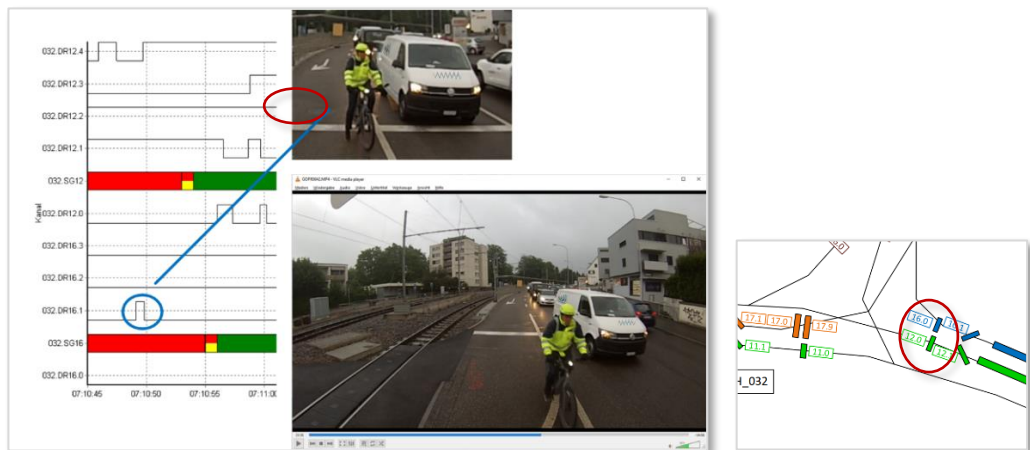 032.DR12.4
032.DR12.3
032.DR12.2
032.DR12.1
032.SG12
Kanal
032.DR12.0
032.DR16.3
032.DR16.2
032.DR16.1
032.SG16
032.DR16.0
07:10:45 07:10:50 07:10:55 07:11:00
VLC media player
17.1 17.0 17.9
11.1 11.0
16.0 16.1
12.0 12.
H_032